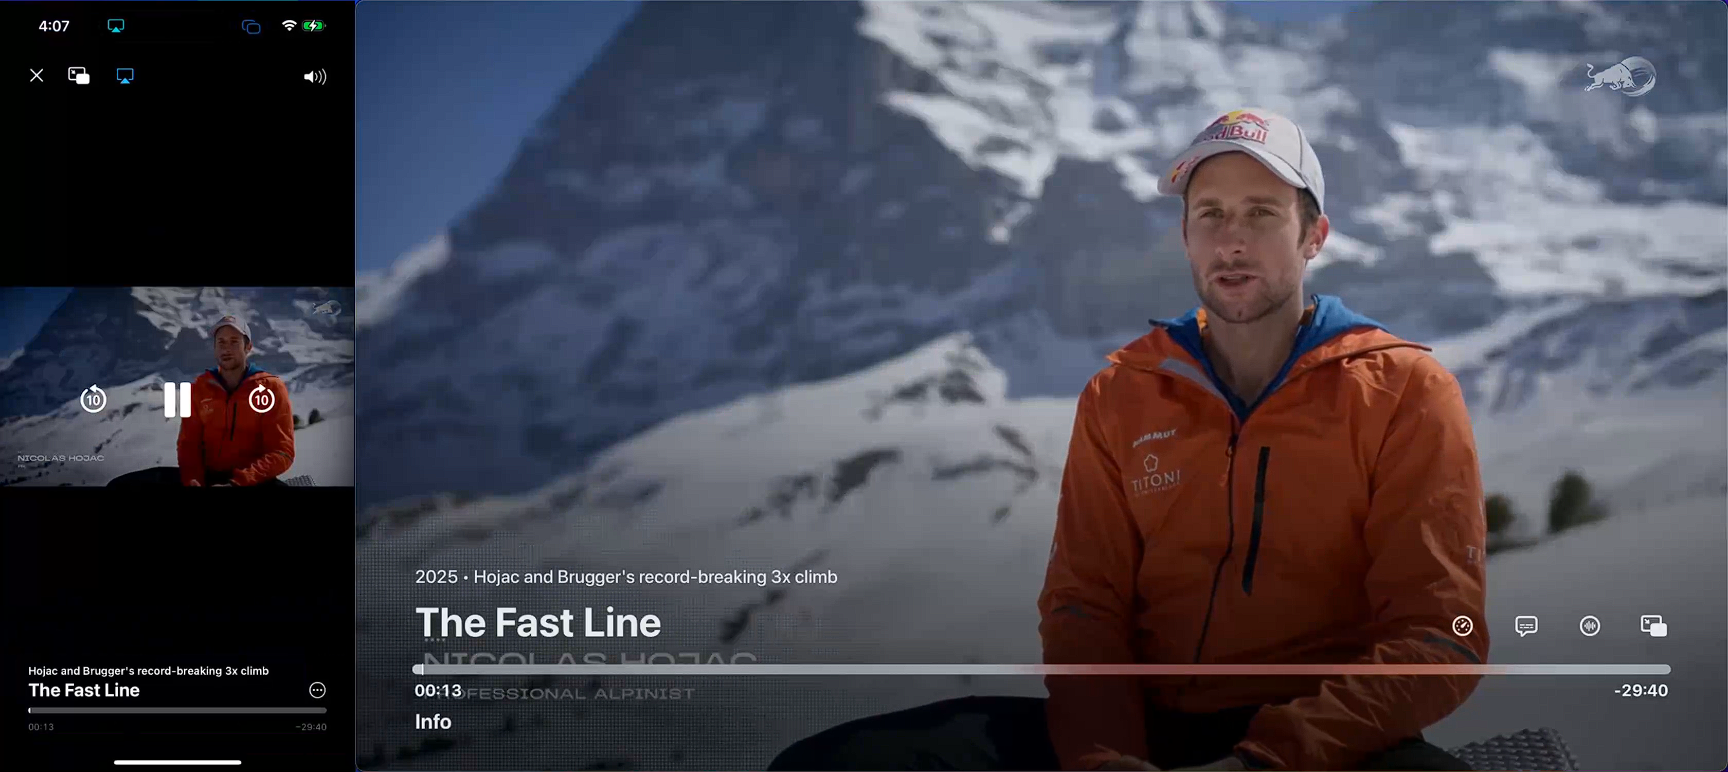 4:07
10
10
NICOLAS HOJAC
Hojac and Brugger's record-breaking 3x climb
The Fast Line
00:13
-29:40
Red Bull
MAMMUT
TITONI
2025 • Hojac and Brugger's record-breaking 3x climb
The Fast Line
NICOLAS HOJAC
00:13
PROFESSIONAL ALPINIST
-29:40
Info